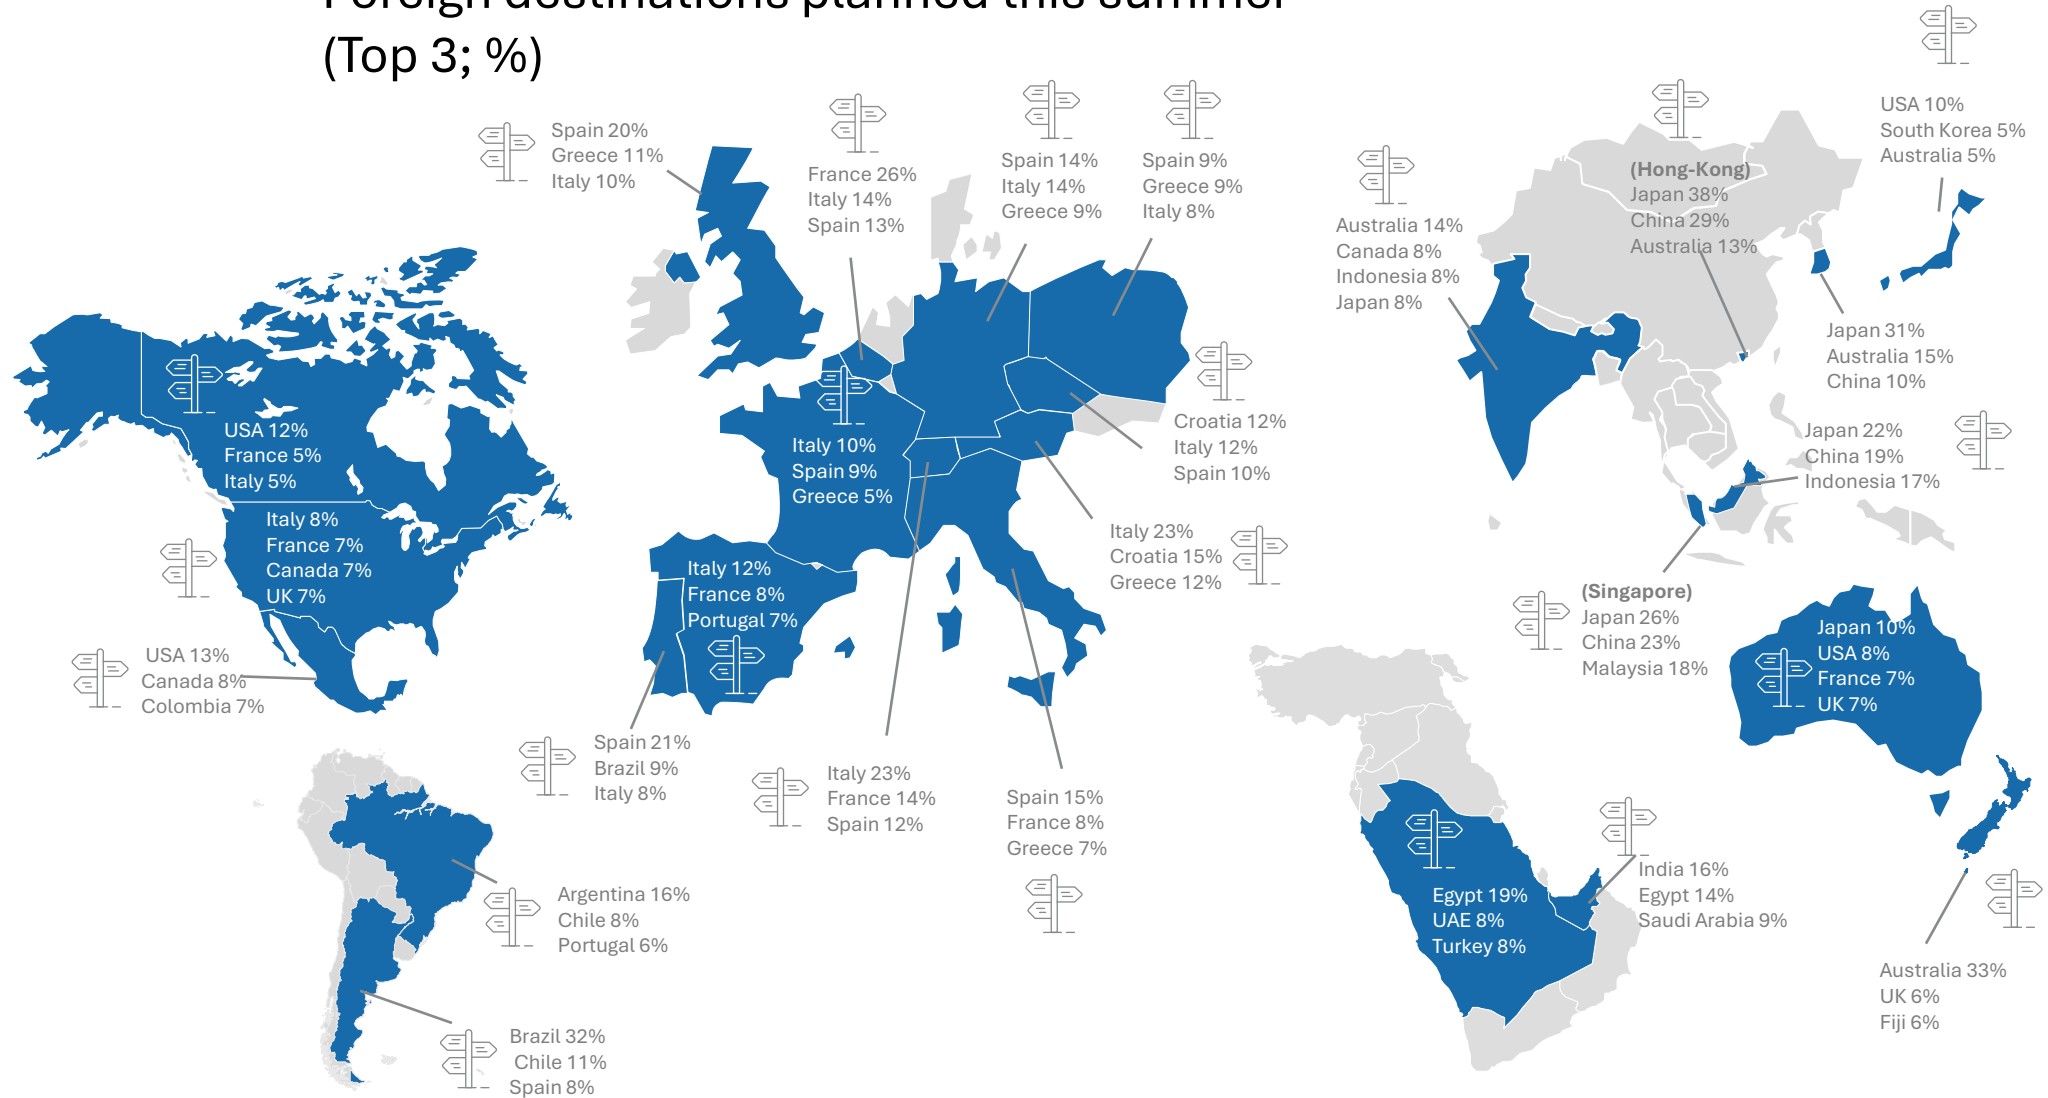 Foreign destinations planned this summer
(Top 3; %)
Spain 20%
Greece 11%
Italy 10%
France 26%
Italy 14%
Spain 13%
Spain 14%
Italy 14%
Greece 9%
Spain 9%
Greece 9%
Italy 8%
USA 12%
France 5%
Italy 5%
Italy 8%
France 7%
Canada 7%
UK 7%
USA 13%
Canada 8%
Colombia 7%
Italy 10%
Spain 9%
Greece 5%
Croatia 12%
Italy 12%
Spain 10%
Italy 23%
Croatia 15%
Greece 12%
Italy 12%
France 8%
Portugal 7%
Spain 21%
Brazil 9%
Italy 8%
Italy 23%
France 14%
Spain 12%
Spain 15%
France 8%
Greece 7%
Argentina 16%
Chile 8%
Portugal 6%
Brazil 32%
Chile 11%
Spain 8%
Australia 14%
Canada 8%
Indonesia 8%
Japan 8%
(Hong-Kong)
Japan 38%
China 29%
Australia 13%
USA 10%
South Korea 5%
Australia 5%
Japan 31%
Australia 15%
China 10%
Japan 22%
China 19%
Indonesia 17%
(Singapore)
Japan 26%
China 23%
Malaysia 18%
Japan 10%
USA 8%
France 7%
UK 7%
Egypt 19%
UAE 8%
Turkey 8%
India 16%
Egypt 14%
Saudi Arabia 9%
Australia 33%
UK 6%
Fiji 6%